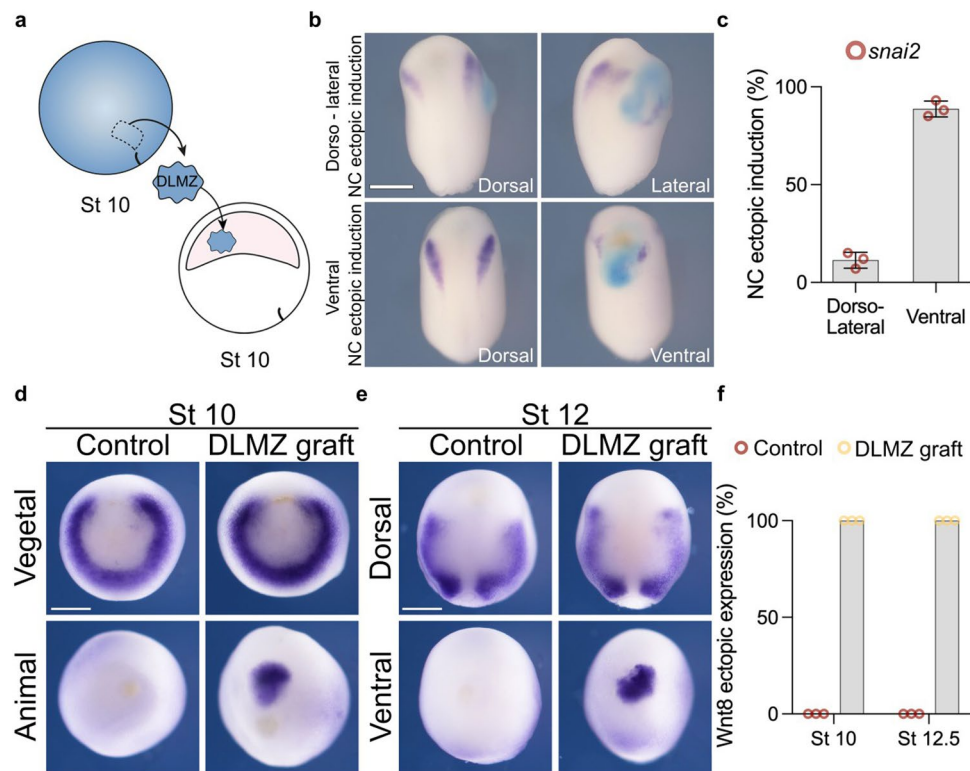 a
DLMZ
St 10
St 10
b
Dorso - lateral
NC ectopic induction
Dorsal
Lateral
Ventral
NC ectopic induction
Dorsal
Ventral
c
snai2
NC ectopic induction (%)
100
50
0
Dorso-
Lateral
Ventral
d
St 10
Control
DLMZ graft
Vegetal
Animal
e
St 12
Control
DLMZ graft
Dorsal
Ventral
f
Control
DLMZ graft
Wnt8 ectopic expression (%)
100
50
0
St 10
St 12.5